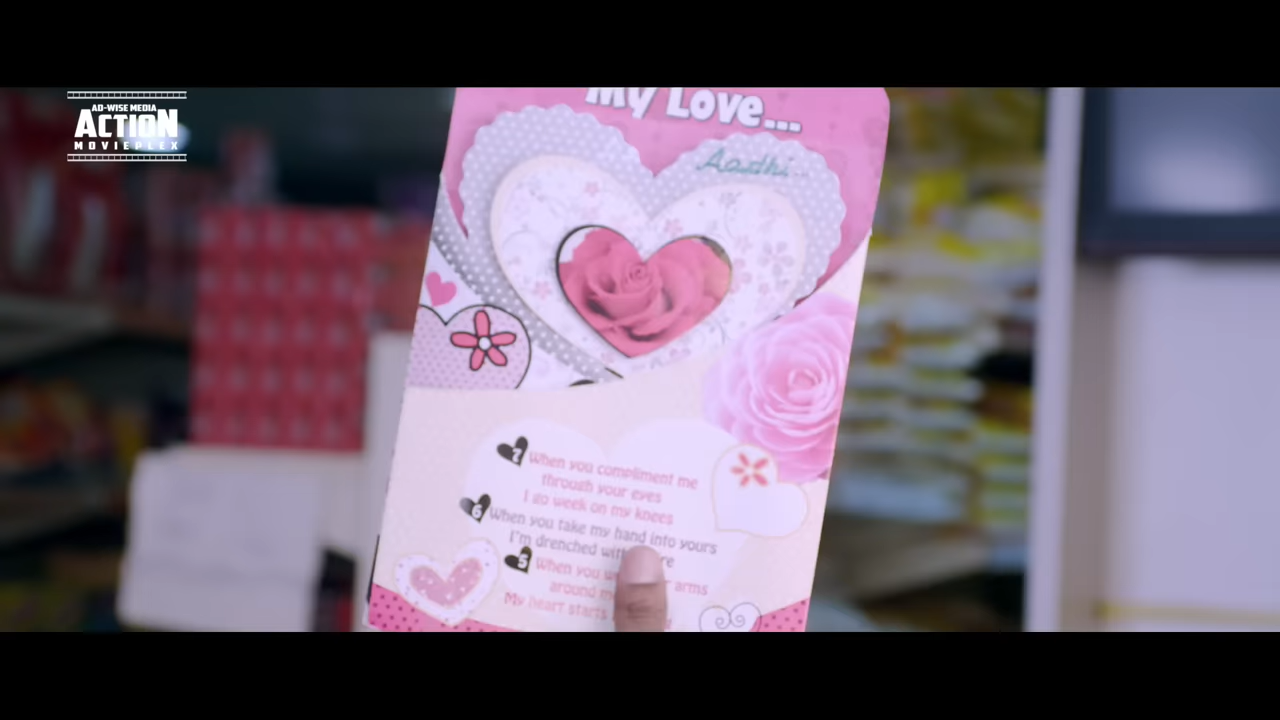 AD-WISE MEDIA
ACTION
MOVIEPLEX
My Love...
Aadhi...
7 When you compliment me
through your eyes
I go week on my knees
6 When you take my hand into yours
I'm drenched with
5 When you
around
arms
My heart starts